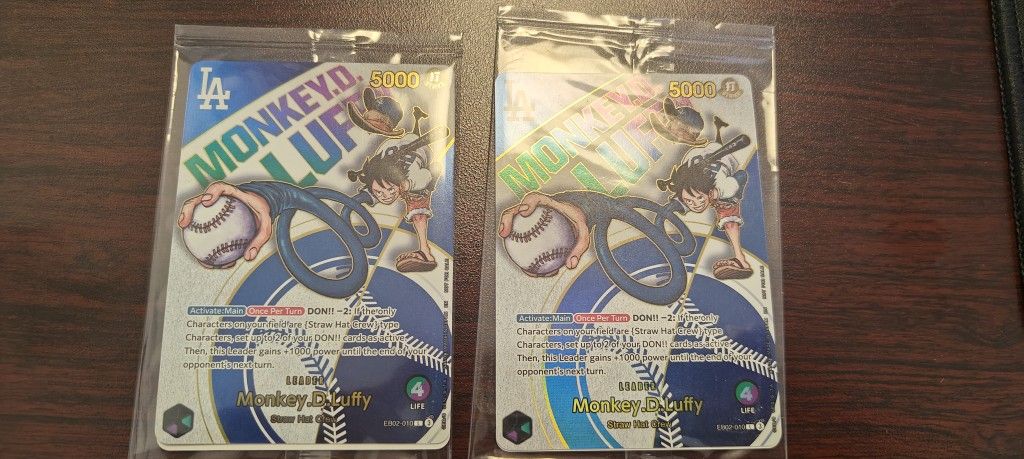 LA
5000
MONKEY.D.
LUF
Activate:Main Once Per Turn DON!! −2: If the only
Characters on your field are {Straw Hat Crew} type
Characters, set up to 2 of your DON!! cards as active.
Then, this Leader gains +1000 power until the end of your
opponent's next turn.
LEADER
Monkey.D.Luffy
Straw Hat Crew
4
LIFE
EB02-010 L
LA
5000
MONKEY.D.
LUF
Activate:Main Once Per Turn DON!! −2: If the only
Characters on your field are {Straw Hat Crew} type
Characters, set up to 2 of your DON!! cards as active.
Then, this Leader gains +1000 power until the end of your
opponent's next turn.
LEADER
Monkey.D.Luffy
Straw Hat Crew
4
LIFE
EB02-010 L